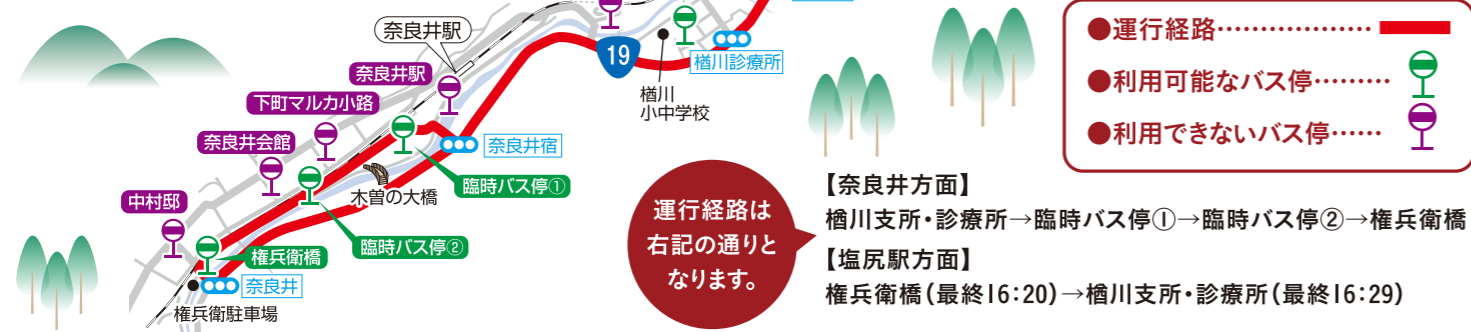 奈良井駅
奈良井駅
下町マルカ小路
奈良井会館
中村邸
19
楢川
小中学校
楢川診療所
奈良井宿
木曽の大橋
臨時バス停①
臨時バス停②
権兵衛橋
奈良井
権兵衛駐車場
●運行経路………………
●利用可能なバス停………
●利用できないバス停……
運行経路は
右記の通りと
なります。
【奈良井方面】
楢川支所・診療所→臨時バス停①→臨時バス停②→権兵衛橋
【塩尻駅方面】
権兵衛橋(最終16:20)→楢川支所・診療所(最終16:29)